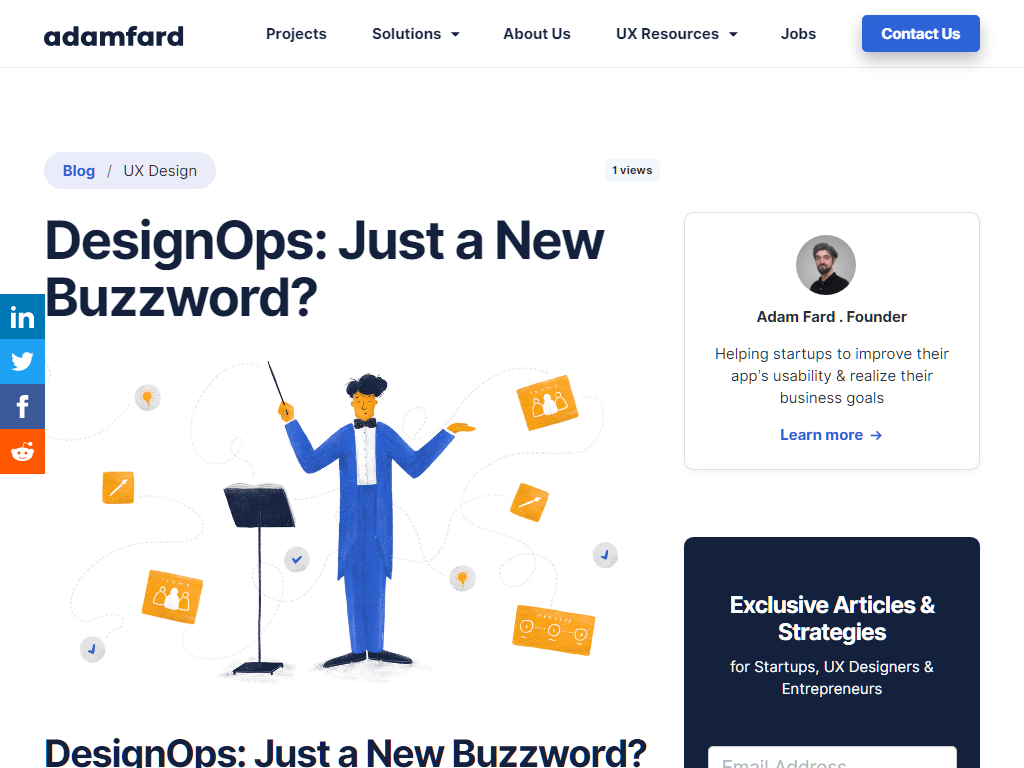 adamfard
Projects
Solutions
About Us
UX Resources
Jobs
Contact Us
Blog / UX Design
1 views
DesignOps: Just a New
Buzzword?
Adam Fard . Founder
Helping startups to improve their
app's usability & realize their
business goals
Learn more →
Exclusive Articles &
Strategies
for Startups, UX Designers &
Entrepreneurs
Email Address
DesignOps: Just a New Buzzword?